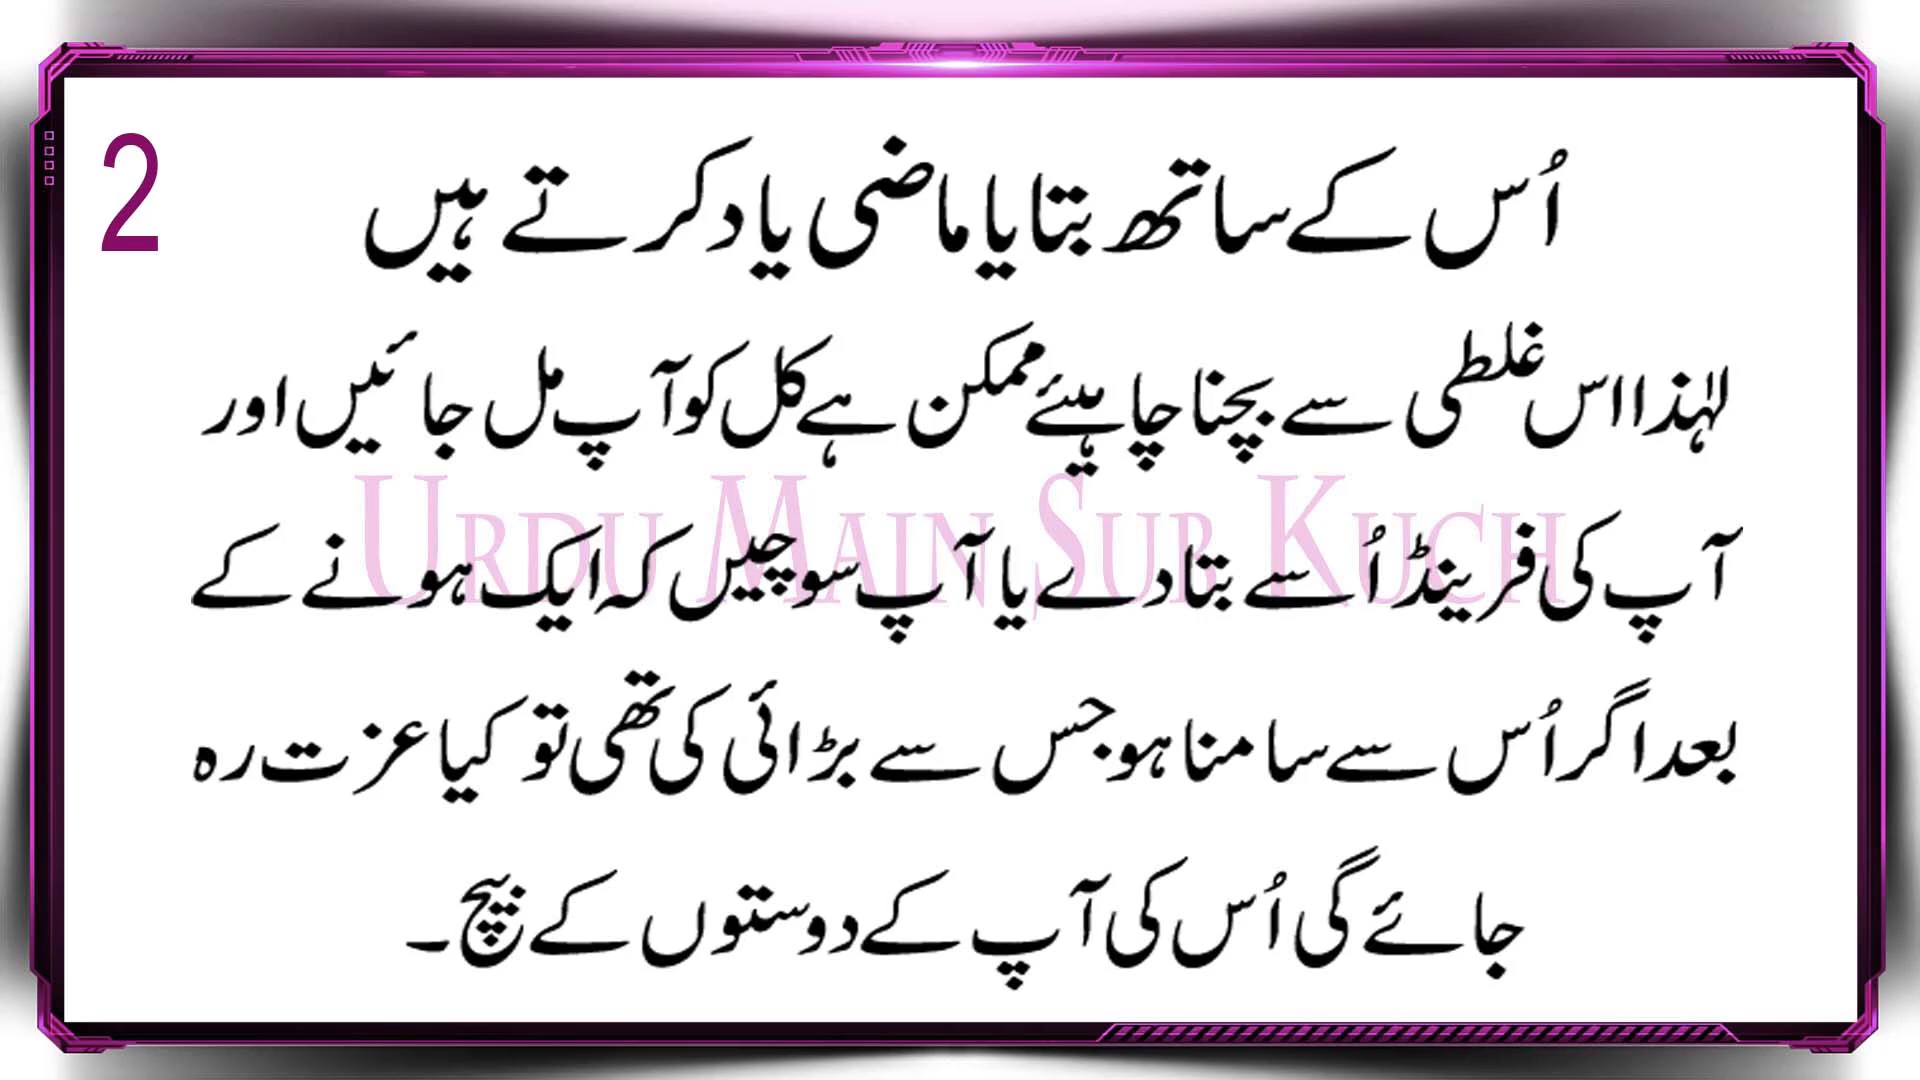 2
اُس کے ساتھ بتایا ماضی یاد کرتے ہیں
لہٰذا اس غلطی سے بچنا چاہیئے ممکن ہے کل کو آپ مل جائیں اور
Urdu Main Sub Kuch
آپ کی فرینڈ اُسے بتا دے یا آپ سوچیں کہ ایک ہونے کے
بعد اگر اُس سے سامنا ہو جس سے بڑائی کی تھی تو کیا عزت رہ
جائے گی اُس کی آپ کے دوستوں کے بیچ۔